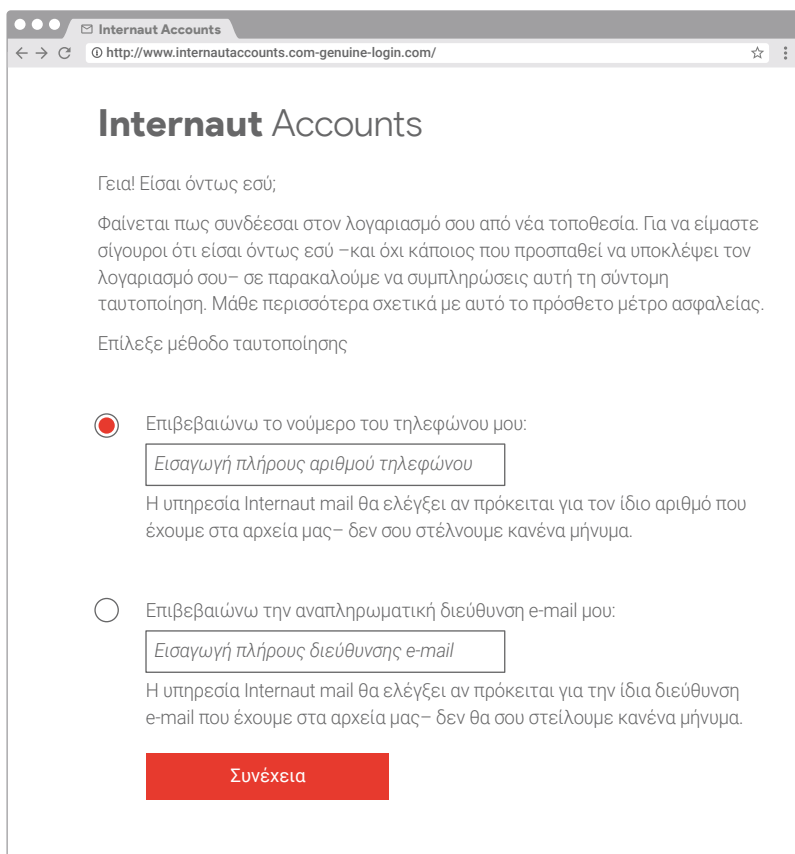 Internaut Accounts
http://www.internautaccounts.com-genuine-login.com/
Internaut Accounts
Γεια! Είσαι όντως εσύ;
Φαίνεται πως συνδέεσαι στον λογαριασμό σου από νέα τοποθεσία. Για να είμαστε
σίγουροι ότι είσαι όντως εσύ –και όχι κάποιος που προσπαθεί να υποκλέψει τον
λογαριασμό σου– σε παρακαλούμε να συμπληρώσεις αυτή τη σύντομη
ταυτοποίηση. Μάθε περισσότερα σχετικά με αυτό το πρόσθετο μέτρο ασφαλείας.
Επίλεξε μέθοδο ταυτοποίησης
Επιβεβαιώνω το νούμερο του τηλεφώνου μου:
Εισαγωγή πλήρους αριθμού τηλεφώνου
Η υπηρεσία Internaut mail θα ελέγξει αν πρόκειται για τον ίδιο αριθμό που
έχουμε στα αρχεία μας– δεν σου στέλνουμε κανένα μήνυμα.
Επιβεβαιώνω την αναπληρωματική διεύθυνση e-mail μου:
Εισαγωγή πλήρους διεύθυνσης e-mail
Η υπηρεσία Internaut mail θα ελέγξει αν πρόκειται για την ίδια διεύθυνση
e-mail που έχουμε στα αρχεία μας– δεν θα σου στείλουμε κανένα μήνυμα.
Συνέχεια